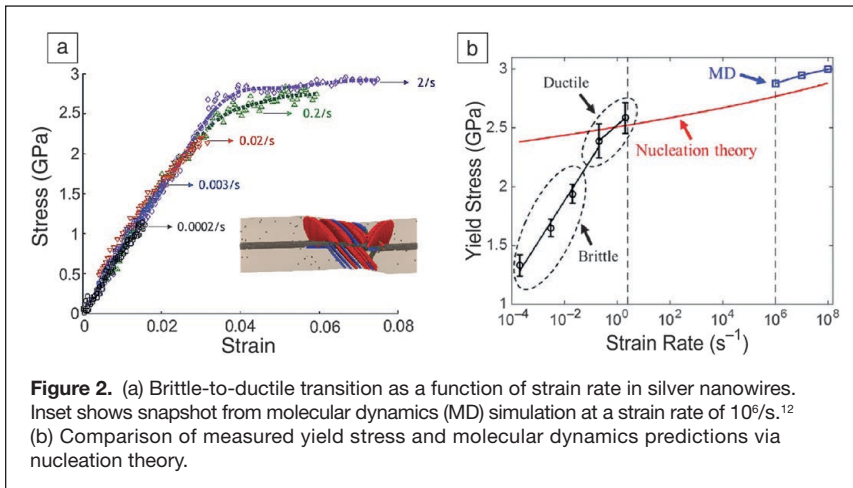 a
Stress (GPa)
3
2.5
2
1.5
1
0.5
0
2/s
0.2/s
0.02/s
0.003/s
0.0002/s
0 0.02 0.04 0.06 0.08
Strain
b
Yield Stress (GPa)
3
2.5
2
1.5
1
Ductile
MD
Nucleation theory
Brittle
10⁻⁴ 10⁻² 10⁰ 10² 10⁴ 10⁶ 10⁸
Strain Rate (s⁻¹)
Figure 2. (a) Brittle-to-ductile transition as a function of strain rate in silver nanowires.
Inset shows snapshot from molecular dynamics (MD) simulation at a strain rate of 10⁶/s.¹²
(b) Comparison of measured yield stress and molecular dynamics predictions via
nucleation theory.